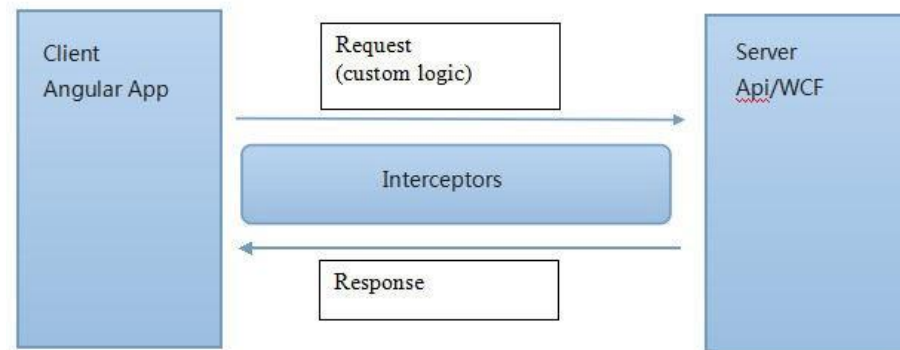 Client
Angular App
Request
(custom logic)
Server
Api/WCF
Interceptors
Response